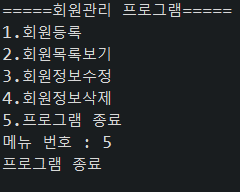 =====회원관리 프로그램=====
1.회원등록
2.회원목록보기
3.회원정보수정
4.회원정보삭제
5.프로그램 종료
메뉴 번호 : 5
프로그램 종료